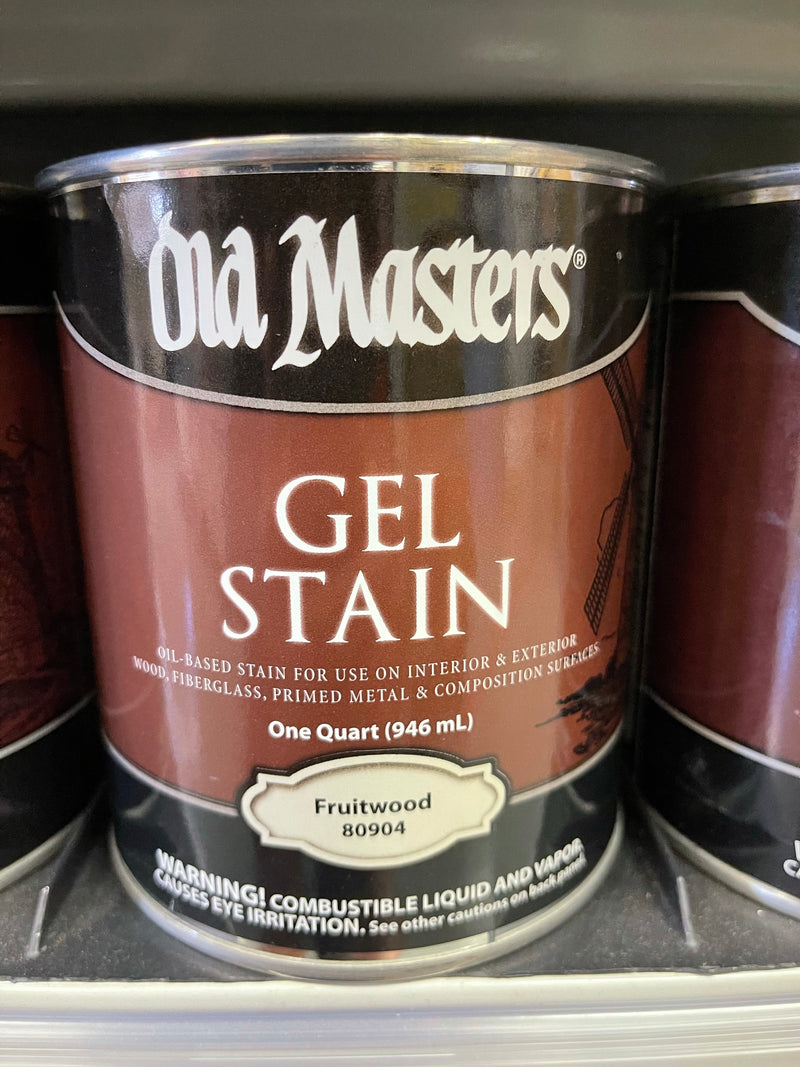 Old Masters®
GEL
STAIN
OIL-BASED STAIN FOR USE ON INTERIOR & EXTERIOR
WOOD, FIBERGLASS, PRIMED METAL & COMPOSITION SURFACES
One Quart (946 mL)
Fruitwood
80904
WARNING! COMBUSTIBLE LIQUID AND VAPOR.
CAUSES EYE IRRITATION. See other cautions on back panel.